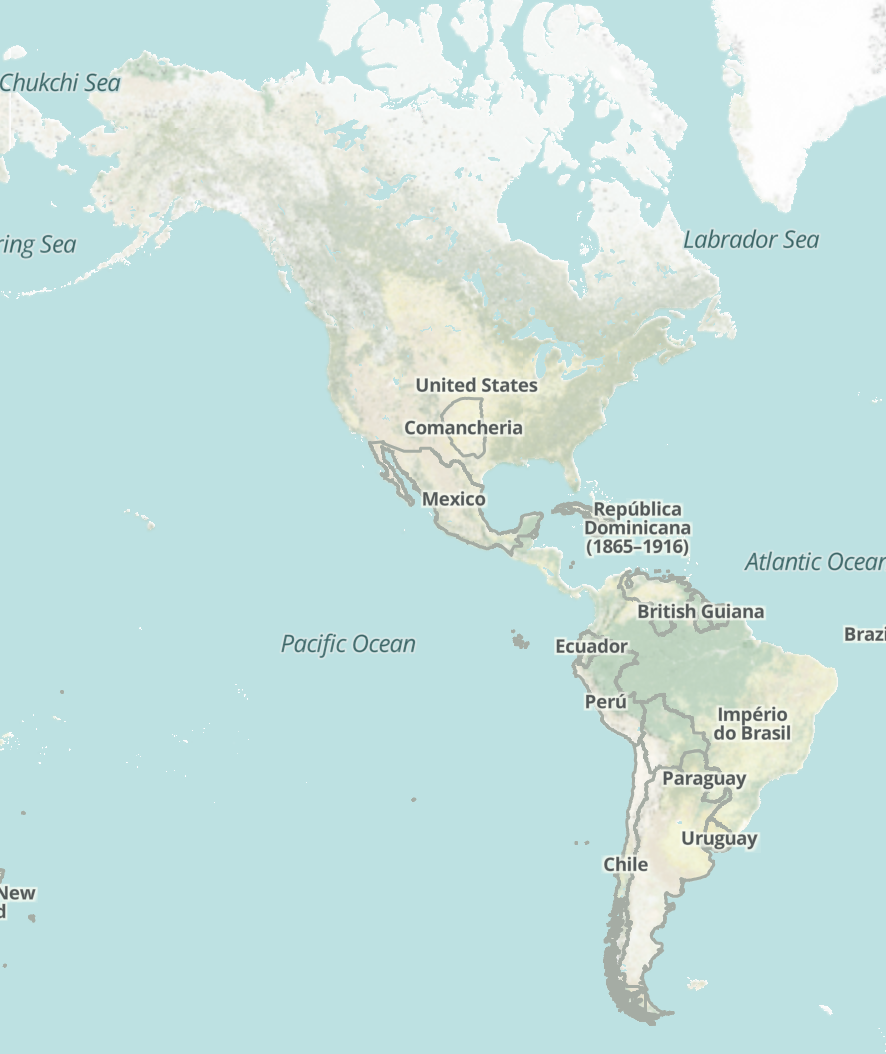 Chukchi Sea
ring Sea
Labrador Sea
United States
Comancheria
Mexico
República
Dominicana
(1865–1916)
Atlantic Ocear
British Guiana
Brazi
Pacific Ocean
Ecuador
Perú
Império
do Brasil
Paraguay
Uruguay
Chile
New
d